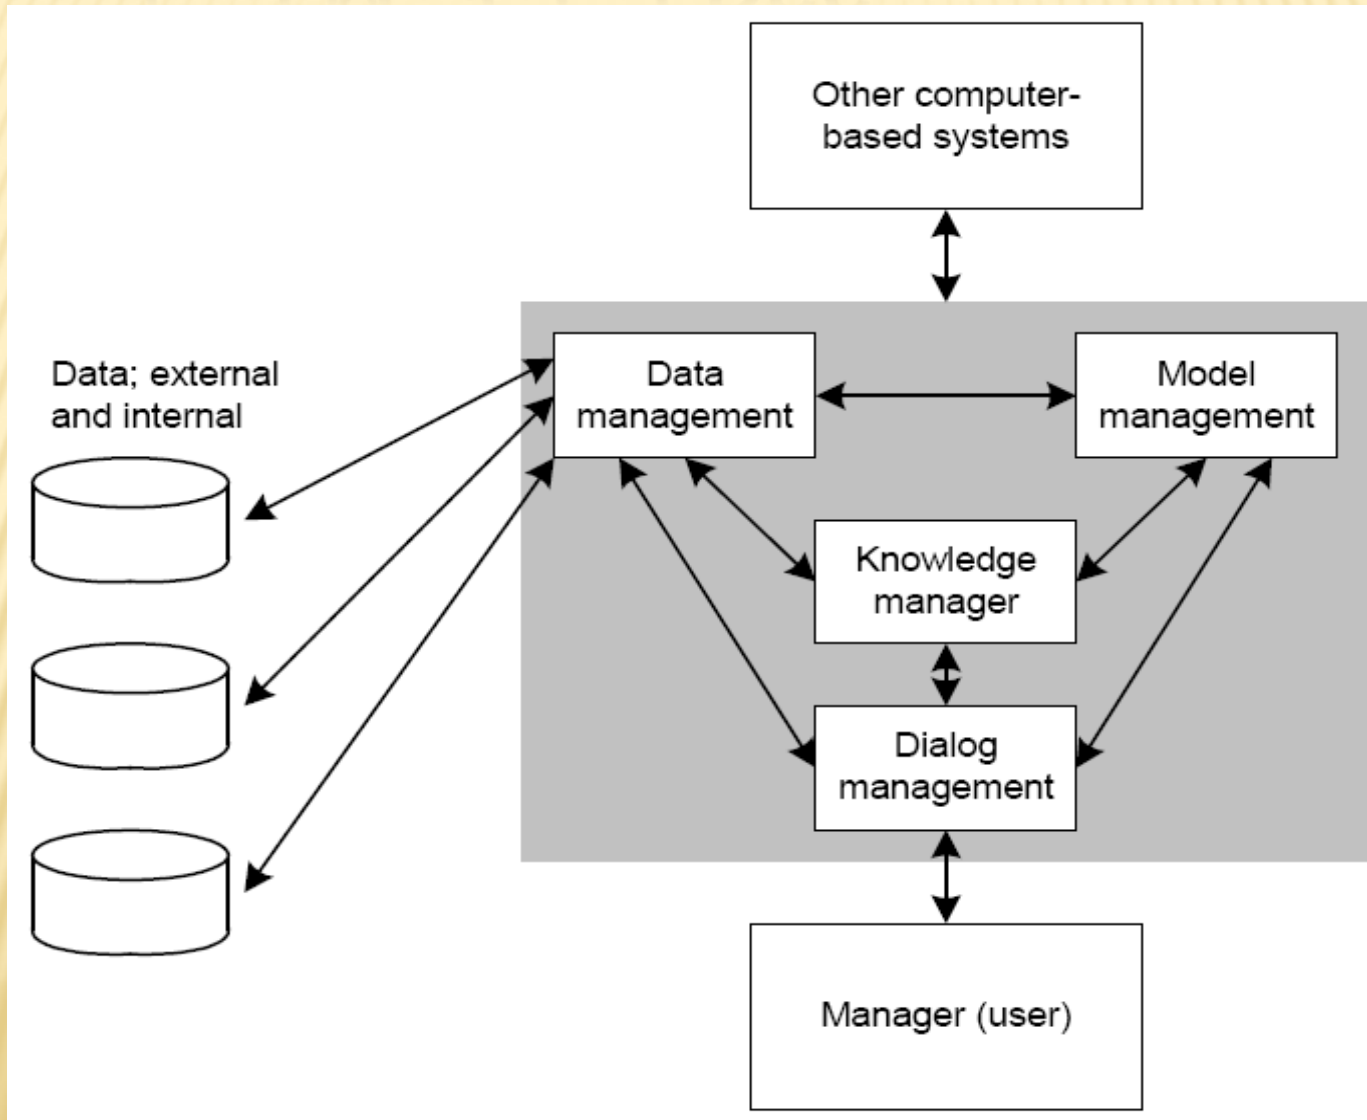 Other computer-
based systems
Data; external
and internal
Data
management
Model
management
Knowledge
manager
Dialog
management
Manager (user)